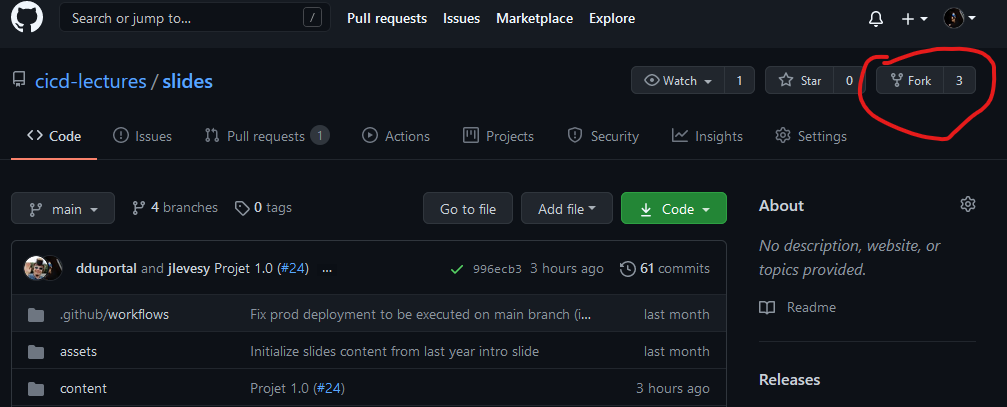 Search or jump to... / Pull requests Issues Marketplace Explore
cicd-lectures / slides Watch 1 Star 0 Fork 3
Code Issues Pull requests 1 Actions Projects Security Insights Settings
main 4 branches 0 tags Go to file Add file Code
About
dduportal and jlevesy Projet 1.0 (#24) ... 996ecb3 3 hours ago 61 commits
No description, website, or
topics provided.
.github/workflows Fix prod deployment to be executed on main branch (i... last month
Readme
assets Initialize slides content from last year intro slide last month
content Projet 1.0 (#24) 3 hours ago
Releases